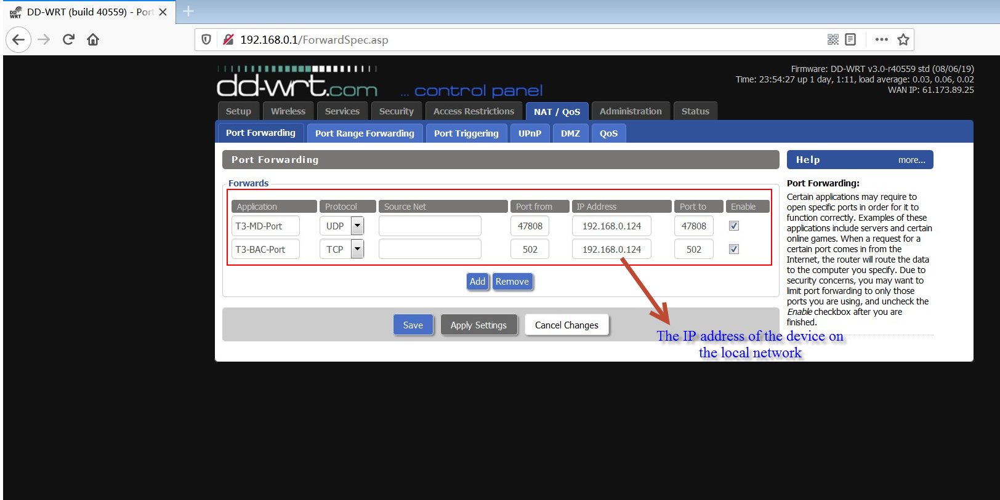 DD-WRT (build 40559) - Port
192.168.0.1/ForwardSpec.asp
dd-wrt.com ... control panel
Firmware: DD-WRT v3.0-r40559 std (08/06/19)
Time: 23:54:27 up 1 day, 1:11, load average: 0.03, 0.06, 0.02
WAN IP: 61.173.89.25
Setup Wireless Services Security Access Restrictions NAT / QoS Administration Status
Port Forwarding Port Range Forwarding Port Triggering UPnP DMZ QoS
Port Forwarding
Forwards
Application Protocol Source Net Port from IP Address Port to Enable
T3-MD-Port UDP 47808 192.168.0.124 47808
T3-BAC-Port TCP 502 192.168.0.124 502
Add Remove
Save Apply Settings Cancel Changes
The IP address of the device on
the local network
Help more...
Port Forwarding:
Certain applications may require to
open specific ports in order for it to
function correctly. Examples of these
applications include servers and certain
online games. When a request for a
certain port comes in from the
Internet, the router will route the data
to the computer you specify. Due to
security concerns, you may want to
limit port forwarding to only those
ports you are using, and uncheck the
Enable checkbox after you are
finished.